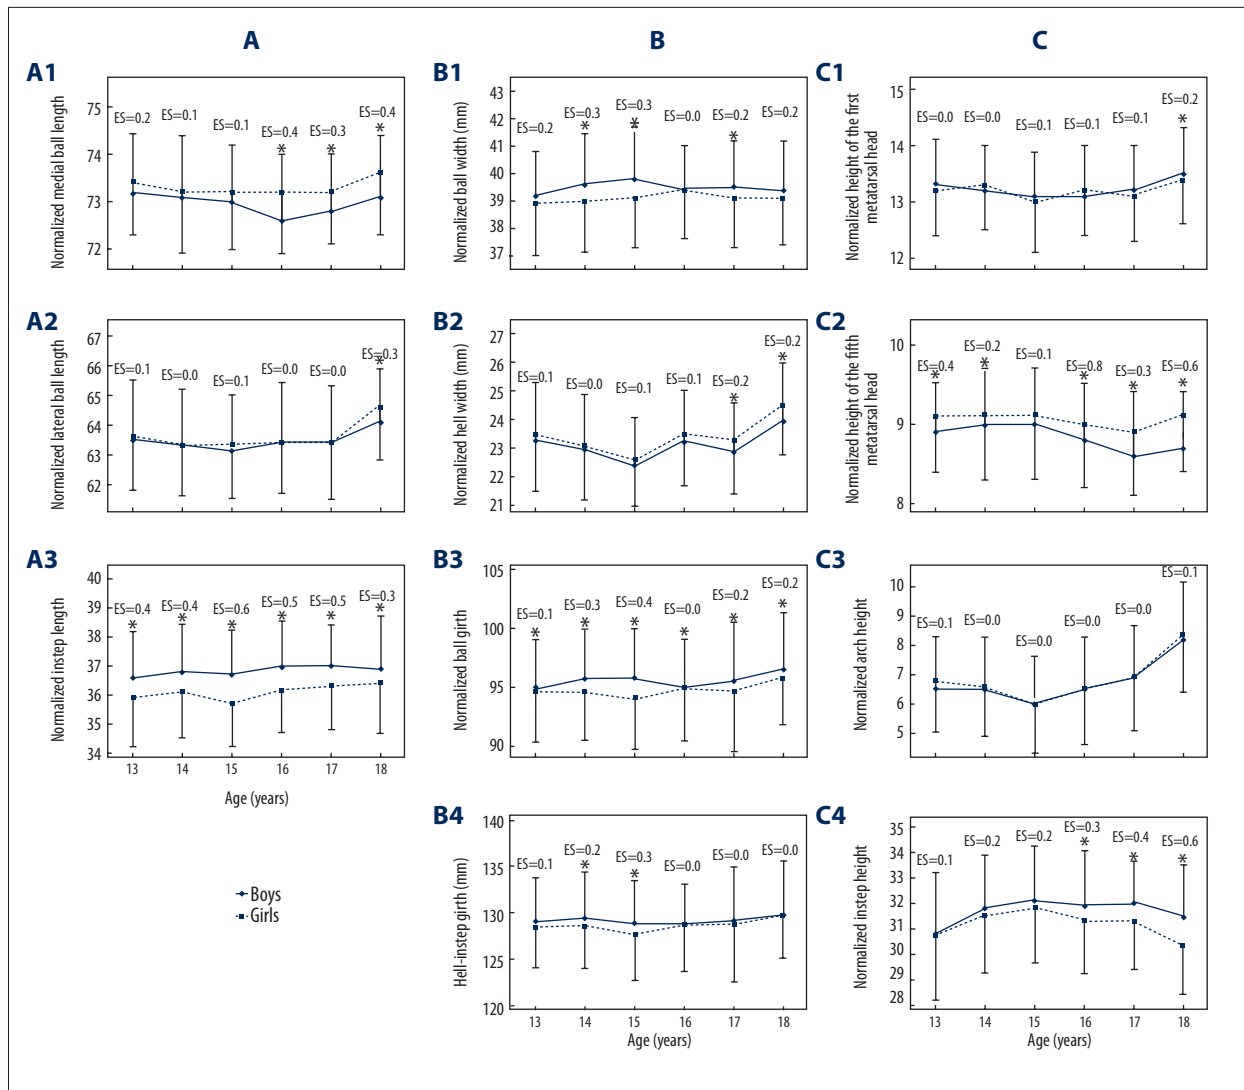 A
B
C
A1
Normalized medial ball length
75
74
73
72
ES=0.2
ES=0.1
ES=0.1
ES=0.4
*
ES=0.3
*
ES=0.4
*
B1
Normalized ball width (mm)
43
42
41
40
39
38
37
ES=0.2
ES=0.3
*
ES=0.3
*
ES=0.0
ES=0.2
*
ES=0.2
C1
Normalized height of the first
metatarsal head
15
14
13
12
ES=0.0
ES=0.0
ES=0.1
ES=0.1
ES=0.1
ES=0.2
*
A2
Normalized lateral ball length
67
66
65
64
63
62
ES=0.1
ES=0.0
ES=0.1
ES=0.0
ES=0.0
ES=0.3
*
B2
Normalized hell width (mm)
27
26
25
24
23
22
21
ES=0.1
ES=0.0
ES=0.1
ES=0.1
ES=0.2
*
ES=0.2
*
C2
Normalized height of the fifth
metatarsal head
10
9
8
ES=0.4
*
ES=0.2
*
ES=0.1
ES=0.8
*
ES=0.3
*
ES=0.6
*
A3
Normalized instep length
40
39
38
37
36
35
34
ES=0.4
*
ES=0.4
*
ES=0.6
*
ES=0.5
*
ES=0.5
*
ES=0.3
*
13 14 15 16 17 18
Age (years)
B3
Normalized ball girth
105
100
95
90
ES=0.1
*
ES=0.3
*
ES=0.4
*
ES=0.0
*
ES=0.2
*
ES=0.2
*
C3
Normalized arch height
10
9
8
7
6
5
ES=0.1
ES=0.0
ES=0.0
ES=0.0
ES=0.0
ES=0.1
Boys
Girls
B4
Hell-instep girth (mm)
140
135
130
125
120
ES=0.1
ES=0.2
*
ES=0.3
*
ES=0.0
ES=0.0
ES=0.0
13 14 15 16 17 18
Age (years)
C4
Normalized instep height
35
34
33
32
31
30
29
28
ES=0.1
ES=0.2
ES=0.2
ES=0.3
*
ES=0.4
*
ES=0.6
*
13 14 15 16 17 18
Age (years)